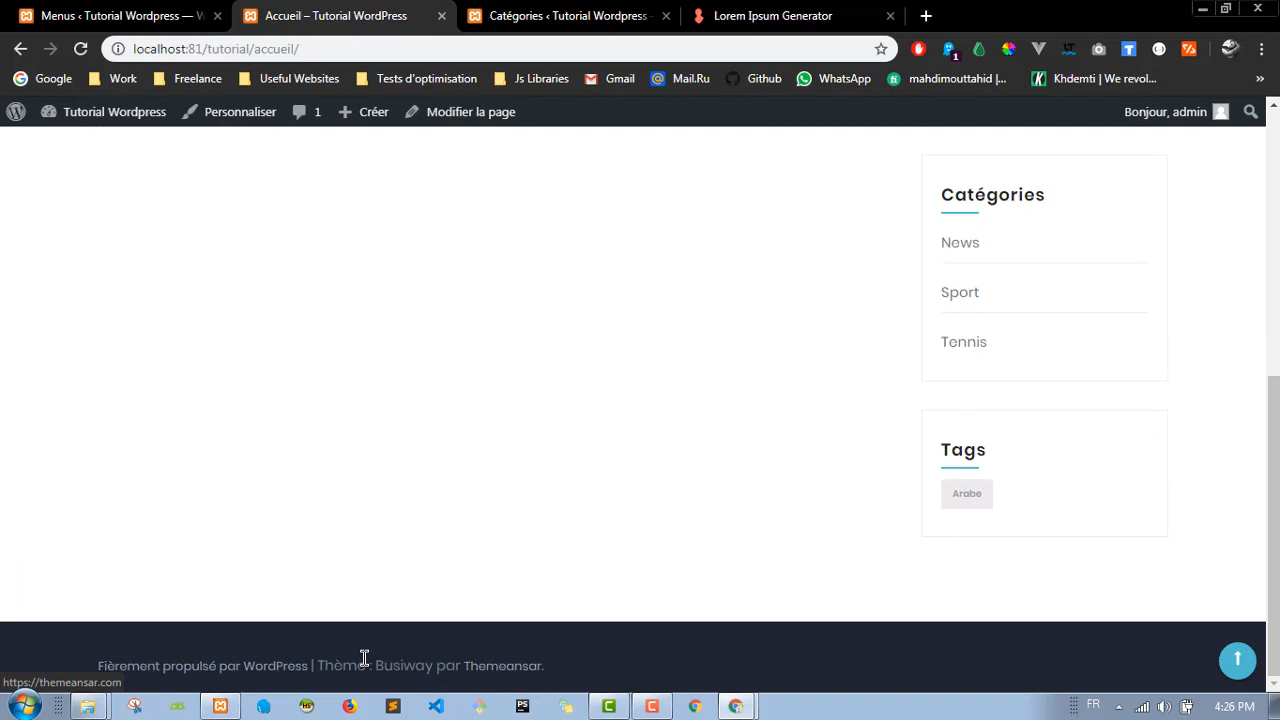 Menus ‹ Tutorial Wordpress — W
Accueil – Tutorial WordPress
Catégories ‹ Tutorial Wordpress
Lorem Ipsum Generator
localhost:81/tutorial/accueil/
1
Google
Work
Freelance
Useful Websites
Tests d'optimisation
Js Libraries
Gmail
Mail.Ru
Github
WhatsApp
mahdimouttahid |...
Khdemti | We revol...
»
Tutorial Wordpress
Personnaliser
1
Créer
Modifier la page
Bonjour, admin
Catégories
News
Sport
Tennis
Tags
Arabe
Fièrement propulsé par WordPress | Thème : Busiway par Themeansar.
https://themeansar.com
FR
4:26 PM